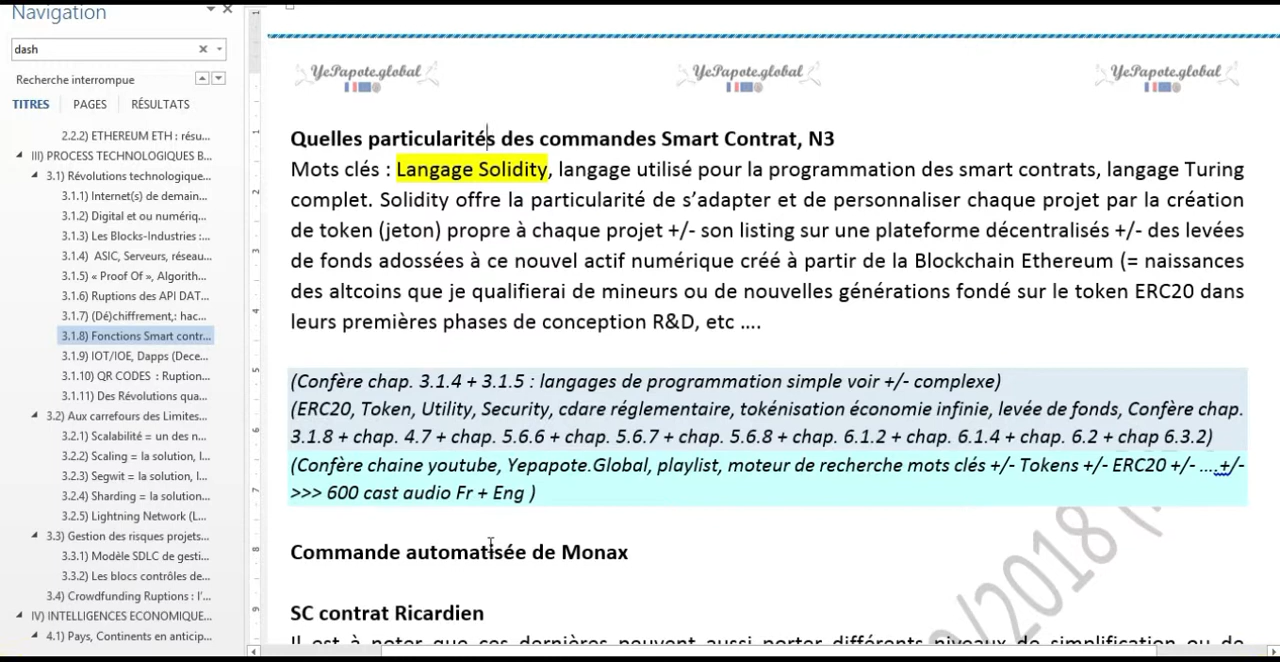 Navigation
dash
Recherche interrompue
TITRES PAGES RÉSULTATS
2.2.2) ETHEREUM ETH : résu...
III) PROCESS TECHNOLOGIQUES B...
3.1) Révolutions technologique...
3.1.1) Internet(s) de demain...
3.1.2) Digital et ou numériq...
3.1.3) Les Blocks-Industries :...
3.1.4) ASIC, Serveurs, réseau...
3.1.5) « Proof Of », Algorith...
3.1.6) Ruptions des API DAT...
3.1.7) (Dé)chiffrement,: hac...
3.1.8) Fonctions Smart contr...
3.1.9) IOT/IOE, Dapps (Dece...
3.1.10) QR CODES : Ruption...
3.1.11) Des Révolutions qua...
3.2) Aux carrefours des Limites...
3.2.1) Scalabilité = un des n...
3.2.2) Scaling = la solution, l...
3.2.3) Segwit = la solution, l...
3.2.4) Sharding = la solution...
3.2.5) Lightning Network (L...
3.3) Gestion des risques projets...
3.3.1) Modèle SDLC de gesti...
3.3.2) Les blocs contrôles de...
3.4) Crowdfunding Ruptions : l'...
IV) INTELLIGENCES ECONOMIQUE...
4.1) Pays, Continents en anticip...
YePapote.global YePapote.global YePapote.global
Quelles particularités des commandes Smart Contrat, N3
Mots clés : Langage Solidity, langage utilisé pour la programmation des smart contrats, langage Turing
complet. Solidity offre la particularité de s’adapter et de personnaliser chaque projet par la création
de token (jeton) propre à chaque projet +/- son listing sur une plateforme décentralisés +/- des levées
de fonds adossées à ce nouvel actif numérique créé à partir de la Blockchain Ethereum (= naissances
des altcoins que je qualifierai de mineurs ou de nouvelles générations fondé sur le token ERC20 dans
leurs premières phases de conception R&D, etc ....
(Confère chap. 3.1.4 + 3.1.5 : langages de programmation simple voir +/- complexe)
(ERC20, Token, Utility, Security, cdare réglementaire, tokénisation économie infinie, levée de fonds, Confère chap.
3.1.8 + chap. 4.7 + chap. 5.6.6 + chap. 5.6.7 + chap. 5.6.8 + chap. 6.1.2 + chap. 6.1.4 + chap. 6.2 + chap 6.3.2)
(Confère chaine youtube, Yepapote.Global, playlist, moteur de recherche mots clés +/- Tokens +/- ERC20 +/- ....+/-
>>> 600 cast audio Fr + Eng )
Commande automatisée de Monax
SC contrat Ricardien
Il est à noter que ces dernières peuvent aussi porter différents niveaux de simplification ou de
/2018